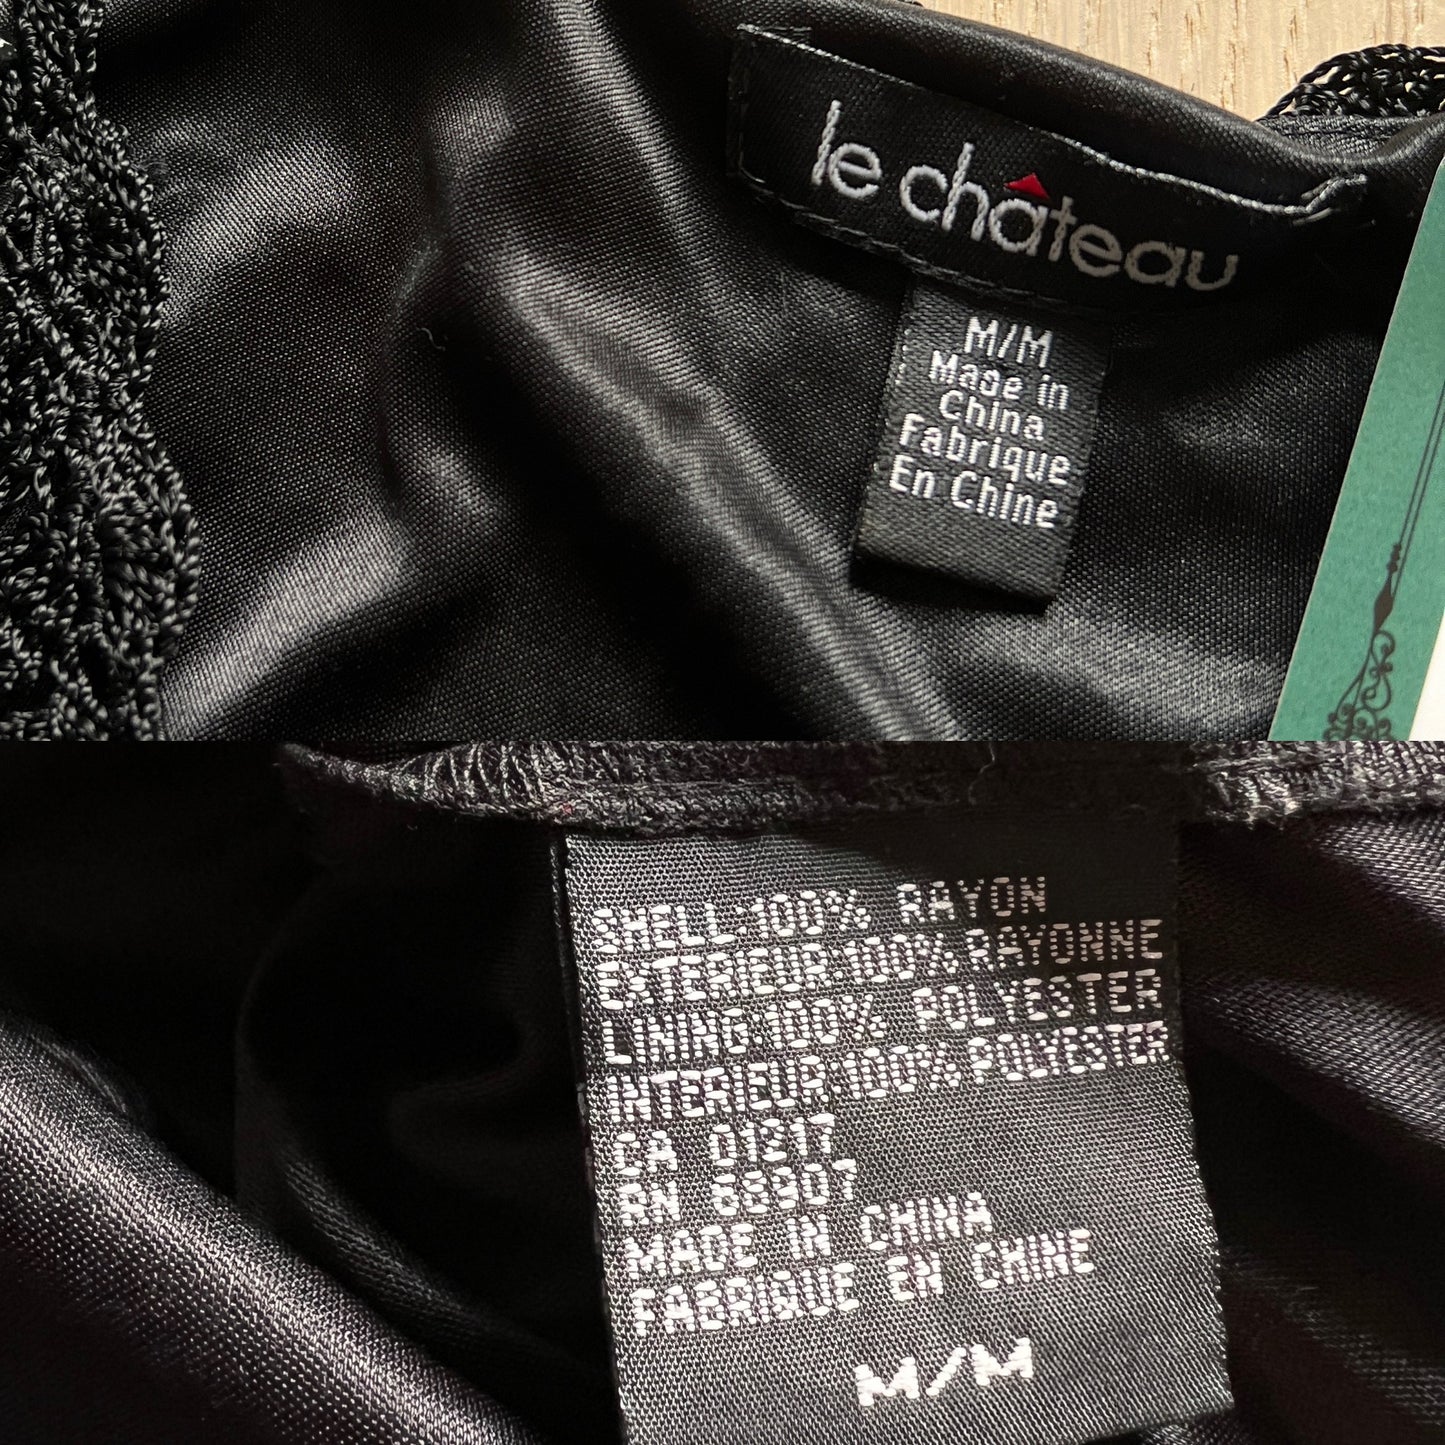 le château
M/M
Made in
China
Fabrique
En Chine
SHELL:100% RAYON
EXTERIEUR:100% RAYONNE
LINING:100% POLYESTER
INTERIEUR:100% POLYESTER
CA 01217
RN 68907
MADE IN CHINA
FABRIQUE EN CHINE
M/M